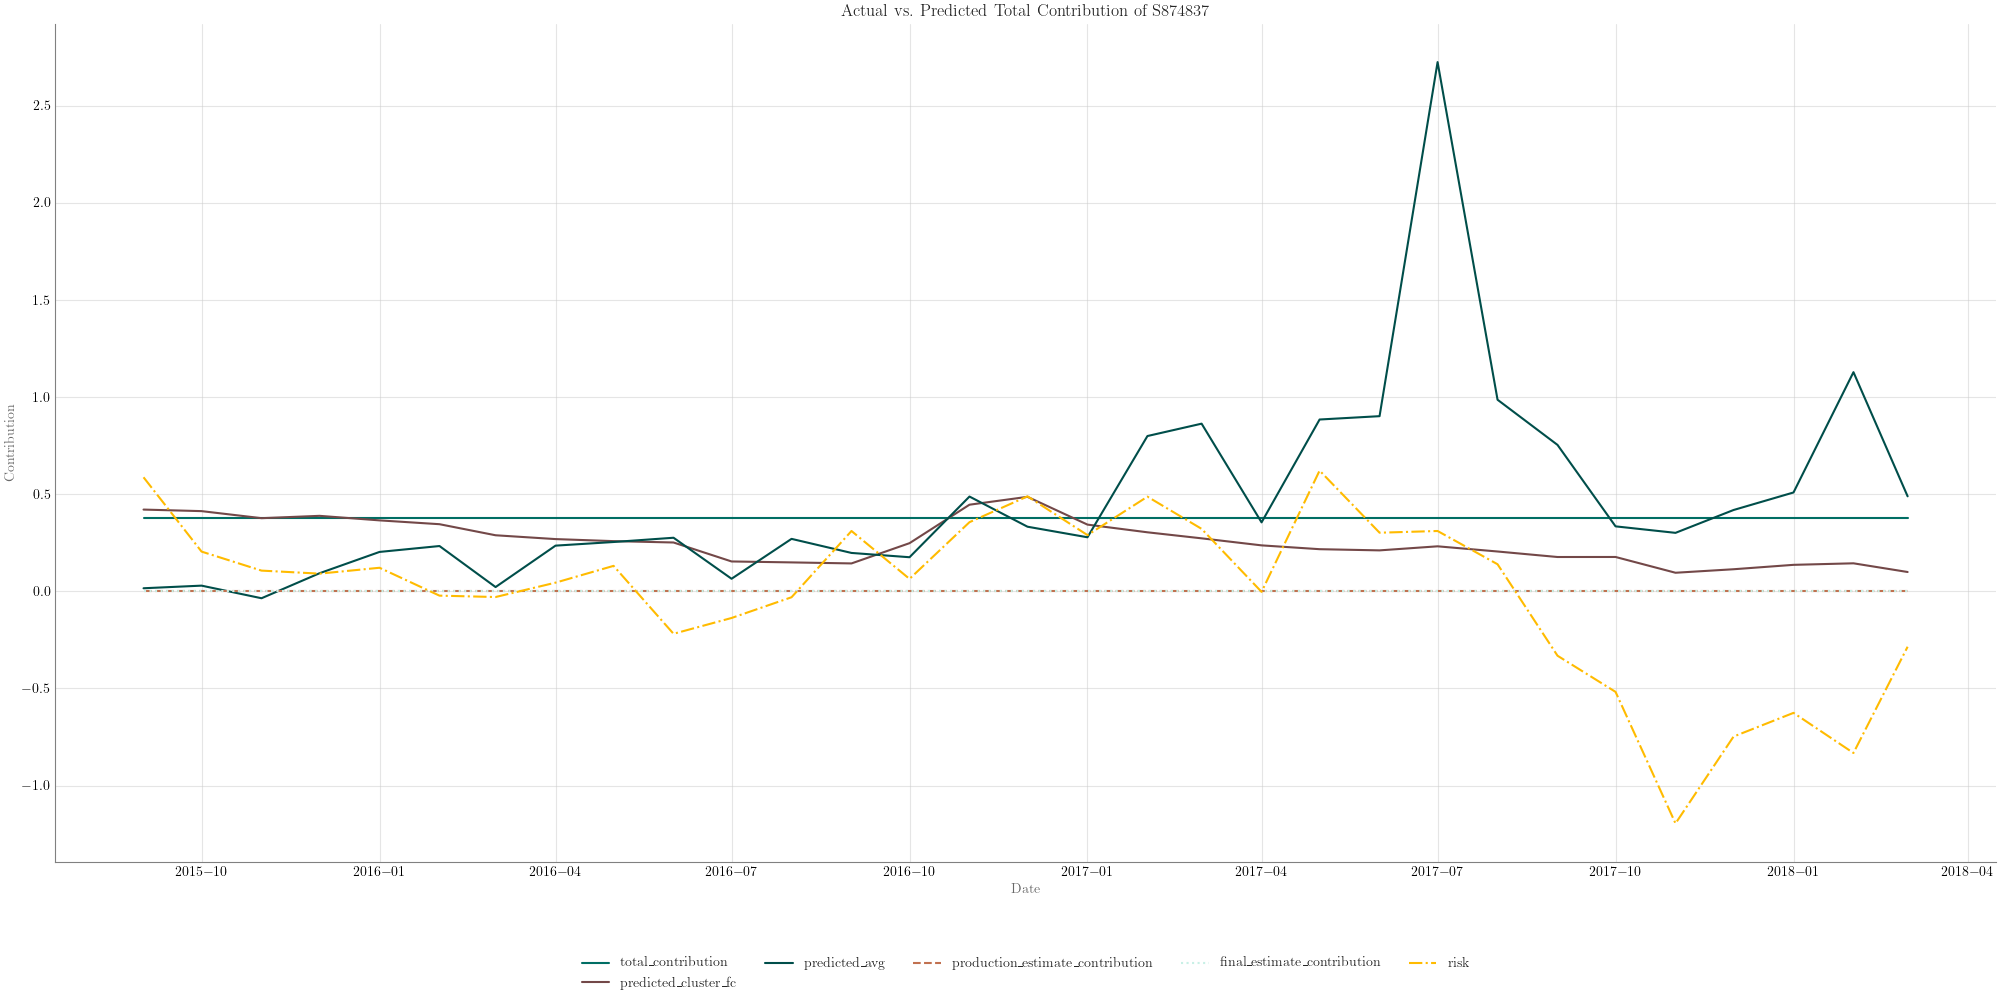 Actual vs. Predicted Total Contribution of S874837
Contribution
2.5
2.0
1.5
1.0
0.5
0.0
−0.5
−1.0
2015−10
2016−01
2016−04
2016−07
2016−10
2017−01
2017−04
2017−07
2017−10
2018−01
2018−04
Date
total_contribution
predicted_avg
production_estimate_contribution
final_estimate_contribution
risk
predicted_cluster_fc